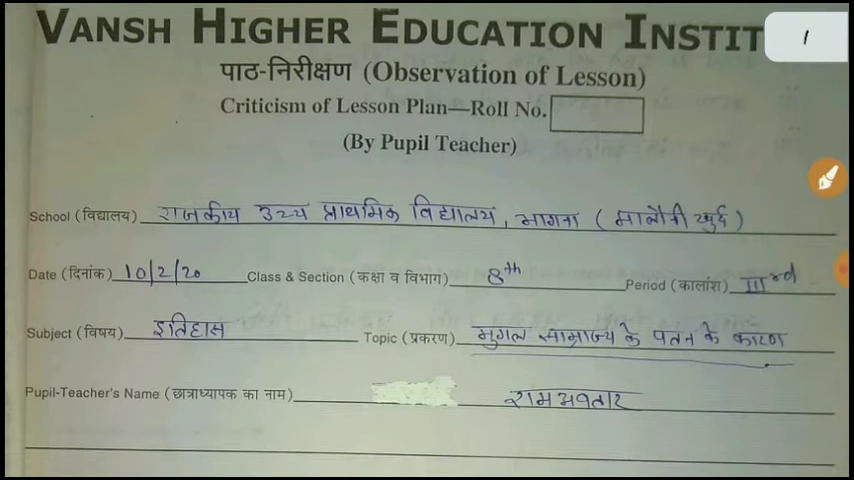 VANSH HIGHER EDUCATION INSTIT
1
पाठ-निरीक्षण (Observation of Lesson)
Criticism of Lesson Plan—Roll No.
(By Pupil Teacher)
School (विद्यालय) राजकीय उच्च प्राथमिक विद्यालय, भागना (मालौनी खुर्द)
Date (दिनांक) 10/2/20 Class & Section (कक्षा व विभाग) 8th Period (कालांश) IIIrd
Subject (विषय) इतिहास Topic (प्रकरण) मुगल साम्राज्य के पतन के कारण
Pupil-Teacher's Name (छात्राध्यापक का नाम) रामअवतार